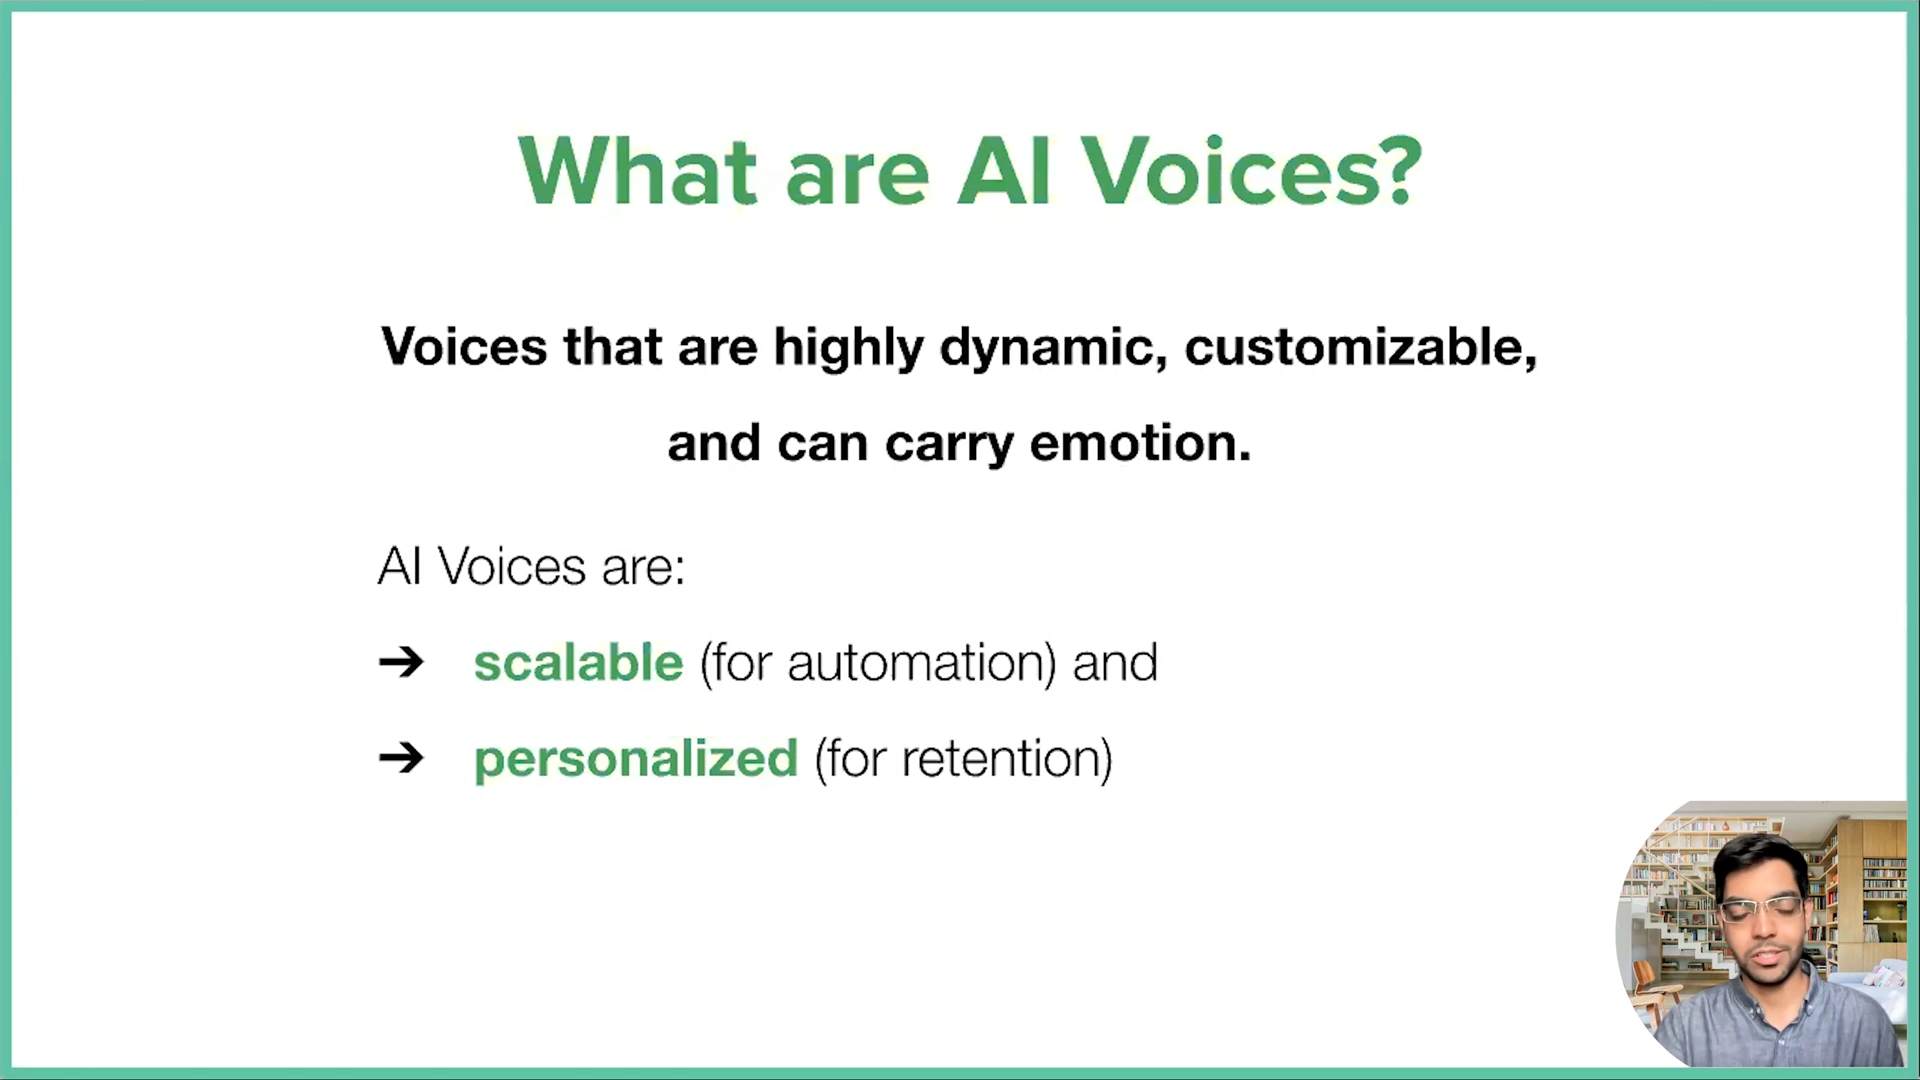 What are AI Voices?
Voices that are highly dynamic, customizable,
and can carry emotion.
AI Voices are:
➔ scalable (for automation) and
➔ personalized (for retention)